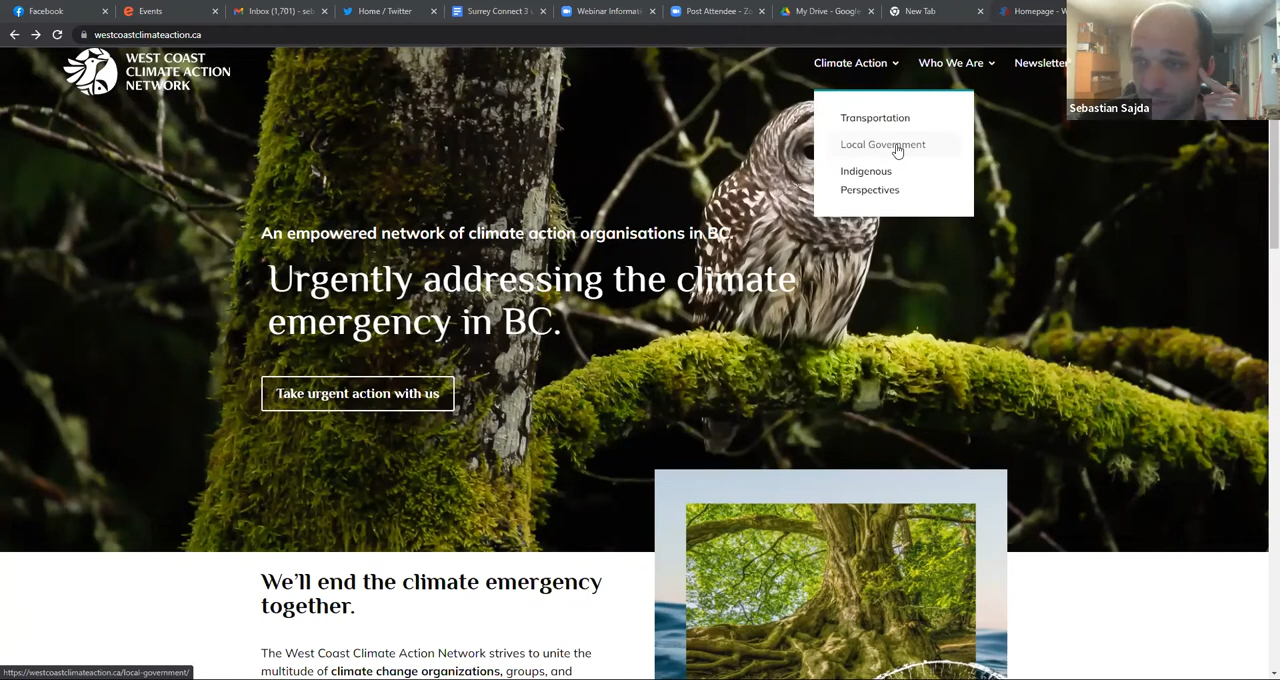 Facebook
Events
Inbox (1,701) - seb
Home / Twitter
Surrey Connect 3
Webinar Informati
Post Attendee - Zo
My Drive - Google
New Tab
Homepage - W
westcoastclimateaction.ca
WEST COAST
CLIMATE ACTION
NETWORK
Climate Action
Who We Are
Newsletter
Sebastian Sajda
Transportation
Local Government
Indigenous
Perspectives
An empowered network of climate action organisations in BC.
Urgently addressing the climate
emergency in BC.
Take urgent action with us
We'll end the climate emergency
together.
The West Coast Climate Action Network strives to unite the
multitude of climate change organizations, groups, and
https://westcoastclimateaction.ca/local-government/